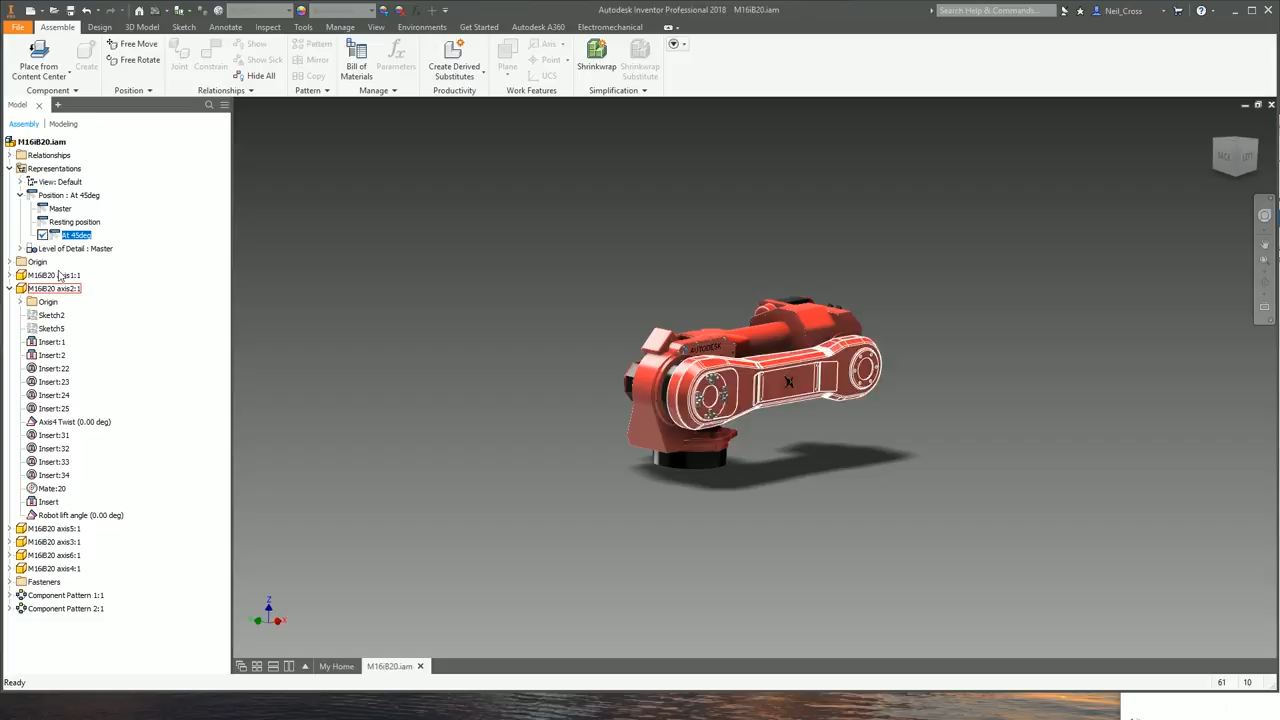 Autodesk Inventor Professional 2018 M16iB20.iam
Search Help & Commands...
Neil_Cross
File Assemble Design 3D Model Sketch Annotate Inspect Tools Manage View Environments Get Started Autodesk A360 Electromechanical
Place from Content Center
Create
Free Move
Free Rotate
Joint
Constrain
Show
Show Sick
Hide All
Pattern
Mirror
Copy
Bill of Materials
Parameters
Create Derived Substitutes
Plane
Axis
Point
UCS
Shrinkwrap
Shrinkwrap Substitute
Component Position Relationships Pattern Manage Productivity Work Features Simplification
Model
Assembly Modeling
M16iB20.iam
Relationships
Representations
View: Default
Position : At 45deg
Master
Resting position
At 45deg
Level of Detail : Master
Origin
M16iB20 axis1:1
M16iB20 axis2:1
Origin
Sketch2
Sketch5
Insert:1
Insert:2
Insert:22
Insert:23
Insert:24
Insert:25
Axis4 Twist (0.00 deg)
Insert:31
Insert:32
Insert:33
Insert:34
Mate:20
Insert
Robot lift angle (0.00 deg)
M16iB20 axis5:1
M16iB20 axis3:1
M16iB20 axis6:1
M16iB20 axis4:1
Fasteners
Component Pattern 1:1
Component Pattern 2:1
BACK LEFT
AUTODESK
Z
X
My Home
M16iB20.iam
Ready
61 10